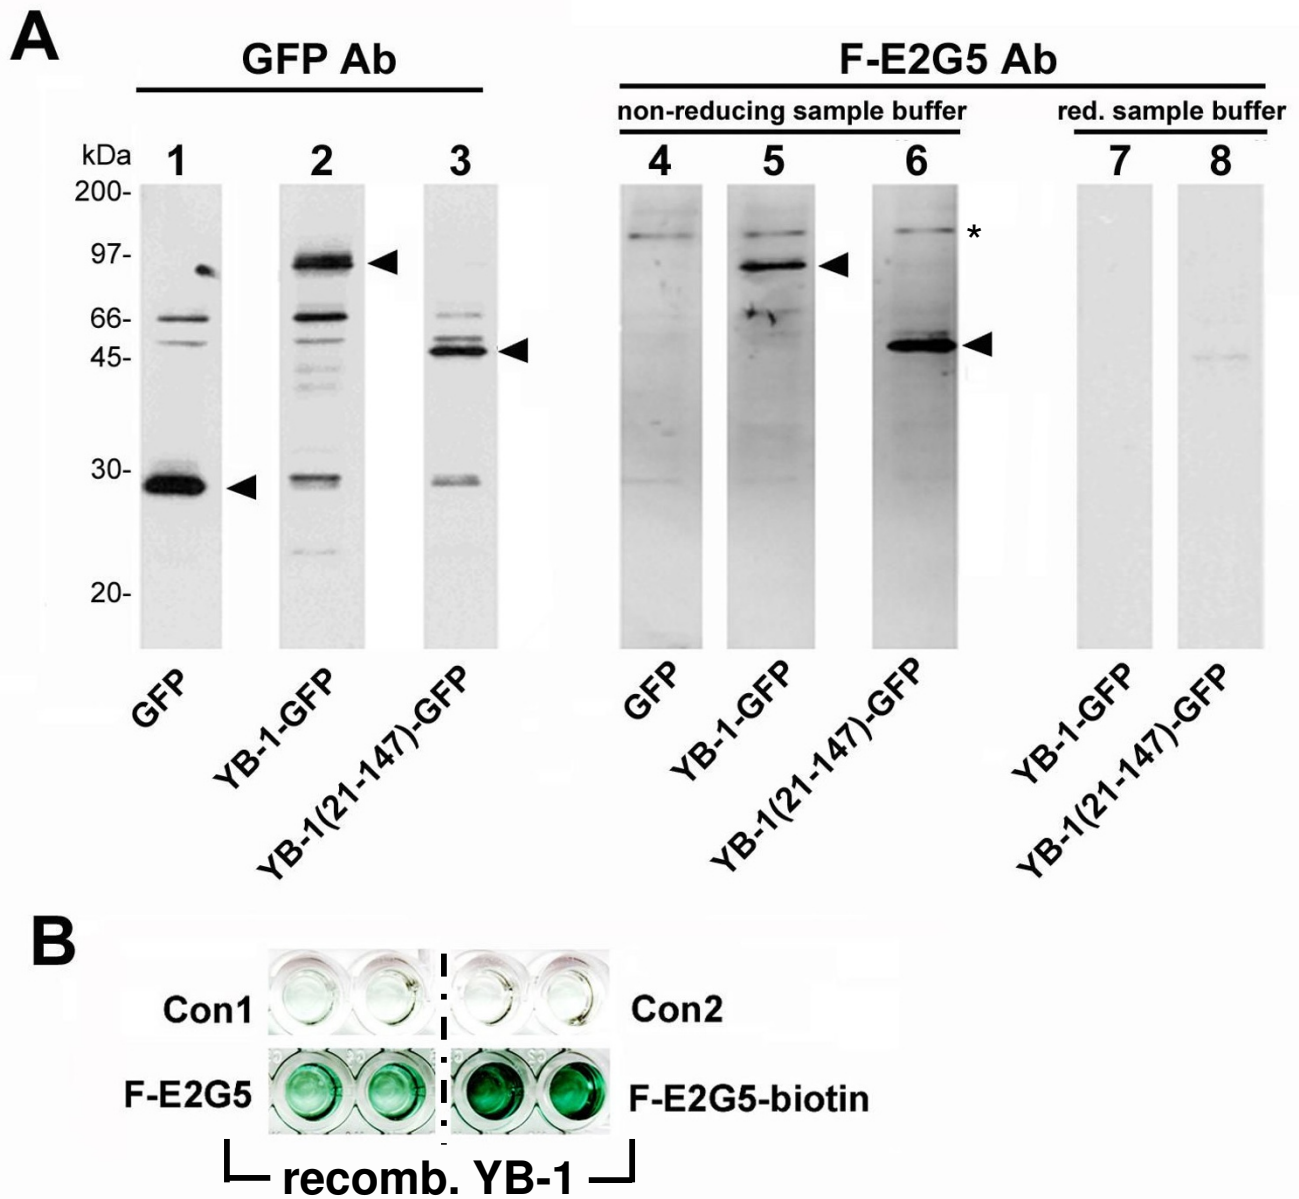 A
GFP Ab
F-E2G5 Ab
non-reducing sample buffer
red. sample buffer
kDa
1
2
3
4
5
6
7
8
200-
97-
66-
45-
30-
20-
*
GFP
YB-1-GFP
YB-1(21-147)-GFP
GFP
YB-1-GFP
YB-1(21-147)-GFP
YB-1-GFP
YB-1(21-147)-GFP
B
Con1
Con2
F-E2G5
F-E2G5-biotin
recomb. YB-1